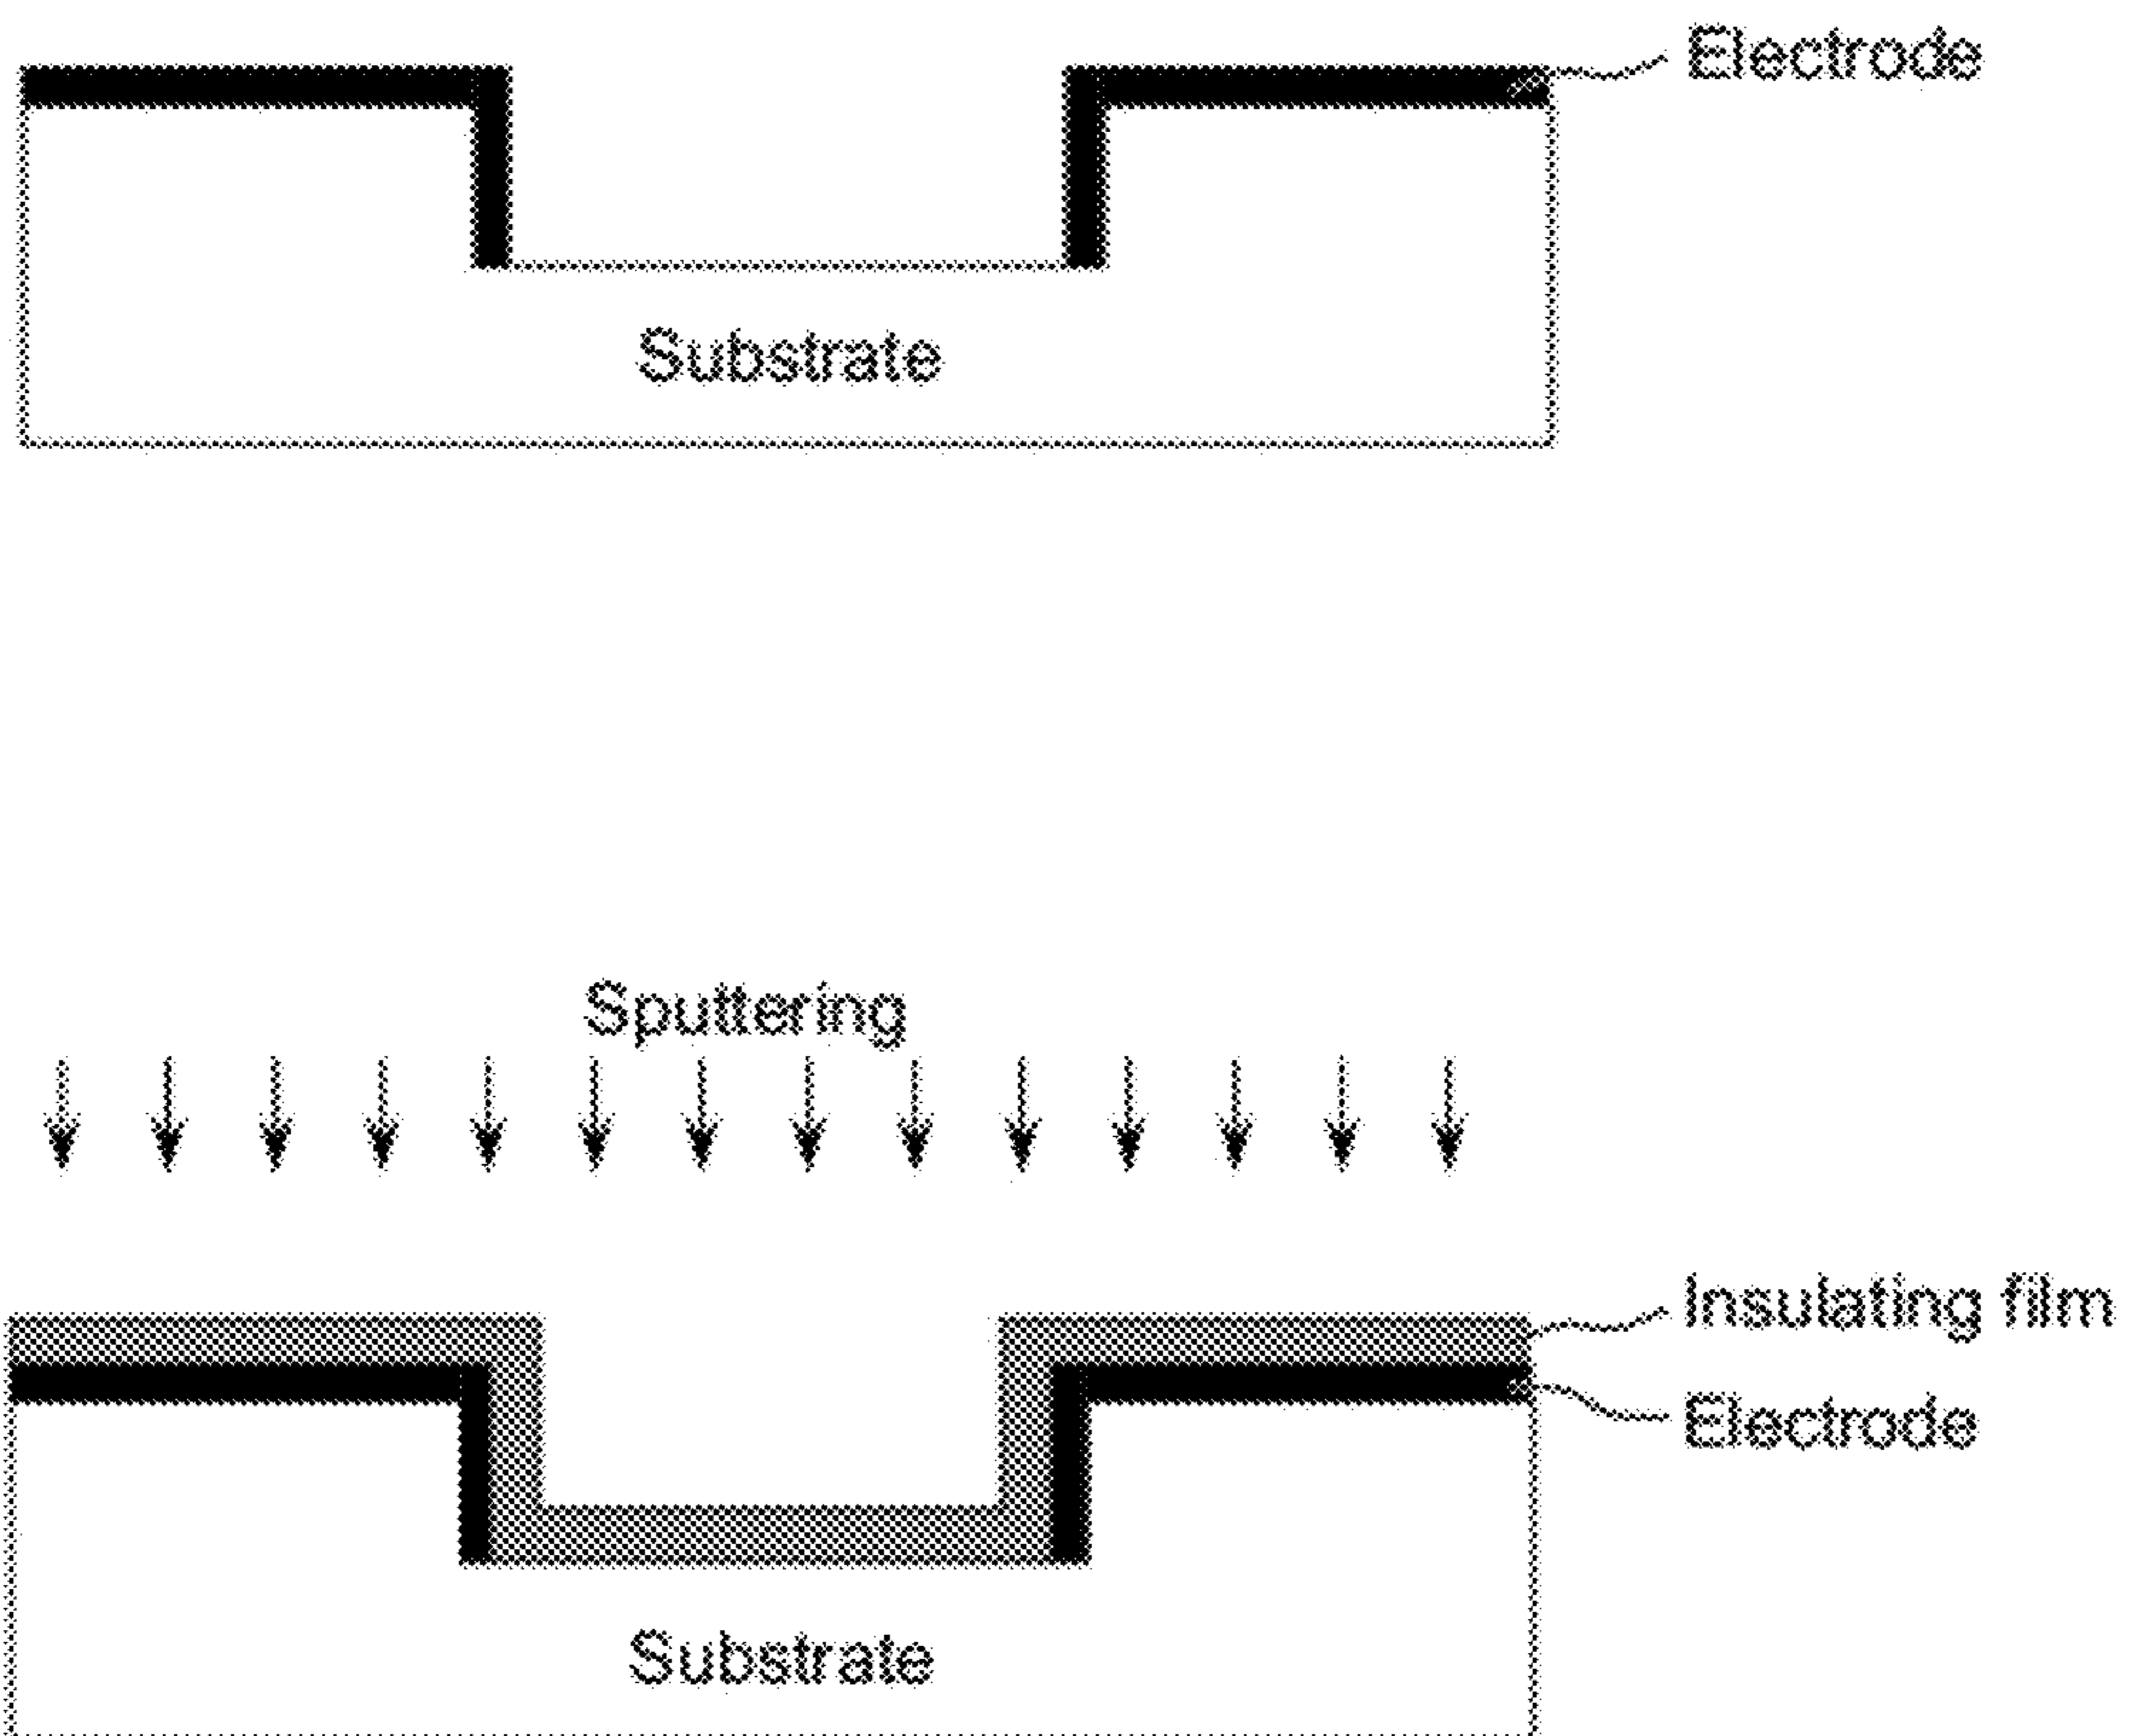 Electrode
Substrate
Sputtering
Insulating film
Electrode
Substrate